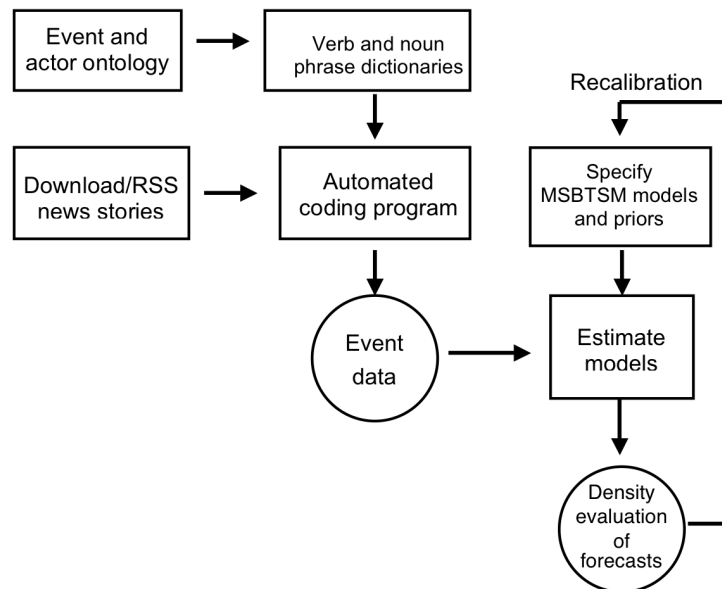 Event and
actor ontology
Verb and noun
phrase dictionaries
Recalibration
Download/RSS
news stories
Automated
coding program
Specify
MSBTSM models
and priors
Event
data
Estimate
models
Density
evaluation
of
forecasts